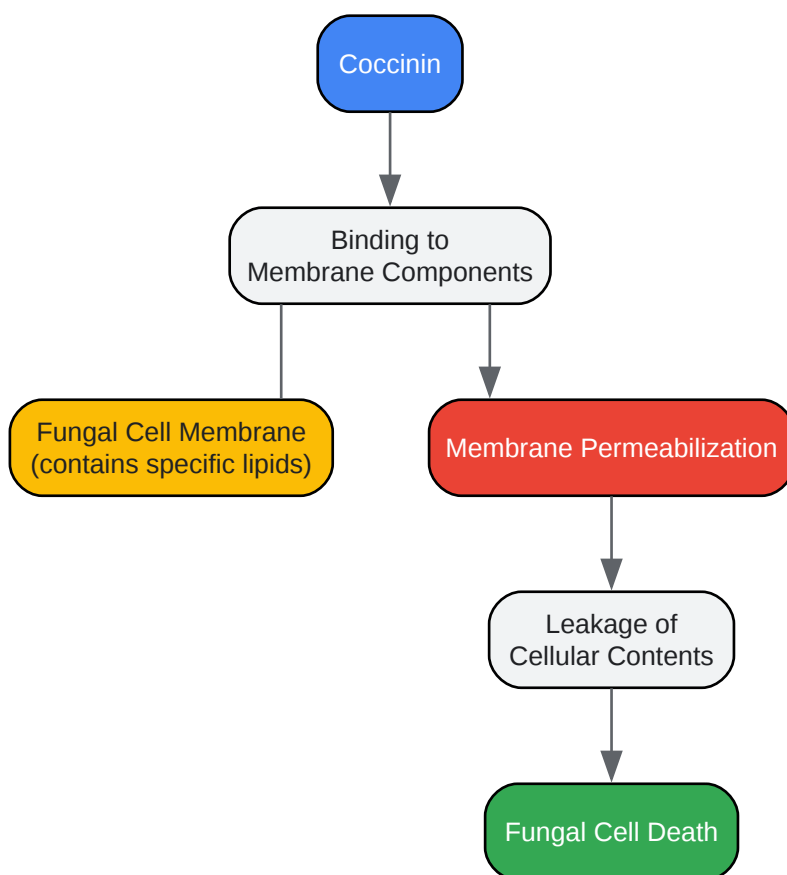 Coccinin
Binding to
Membrane Components
Fungal Cell Membrane
(contains specific lipids)
Membrane Permeabilization
Leakage of
Cellular Contents
Fungal Cell Death